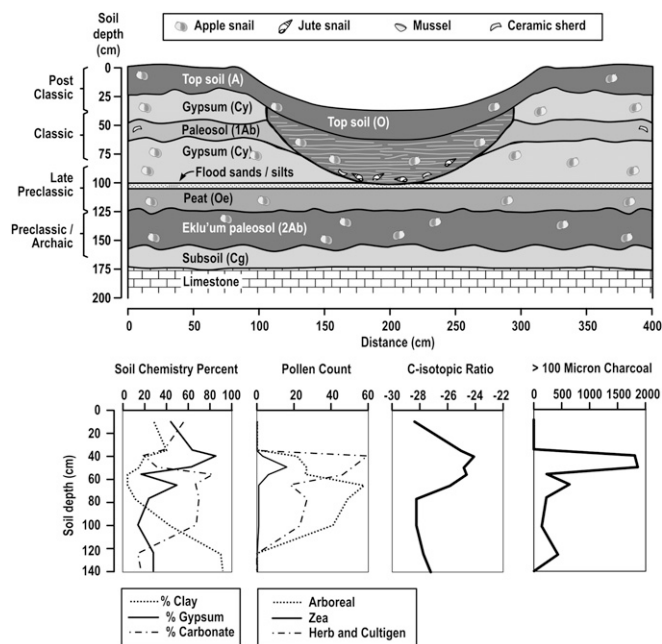 Soil
depth
(cm)
Apple snail Jute snail Mussel Ceramic sherd
Post
Classic
Classic
Late
Preclassic
Preclassic /
Archaic
0
25
50
75
100
125
150
175
200
Top soil (A)
Gypsum (Cy)
Paleosol (1Ab)
Gypsum (Cy)
Flood sands / silts
Top soil (O)
Peat (Oe)
Eklu'um paleosol (2Ab)
Subsoil (Cg)
Limestone
0 50 100 150 200 250 300 350 400
Distance (cm)
Soil Chemistry Percent
0 20 40 60 80 100
Pollen Count
0 20 40 60
C-isotopic Ratio
-30 -28 -26 -24 -22
> 100 Micron Charcoal
0 500 1000 2000
Soil depth (cm)
0
20
40
60
80
100
120
140
% Clay
% Gypsum
% Carbonate
Arboreal
Zea
Herb and Cultigen